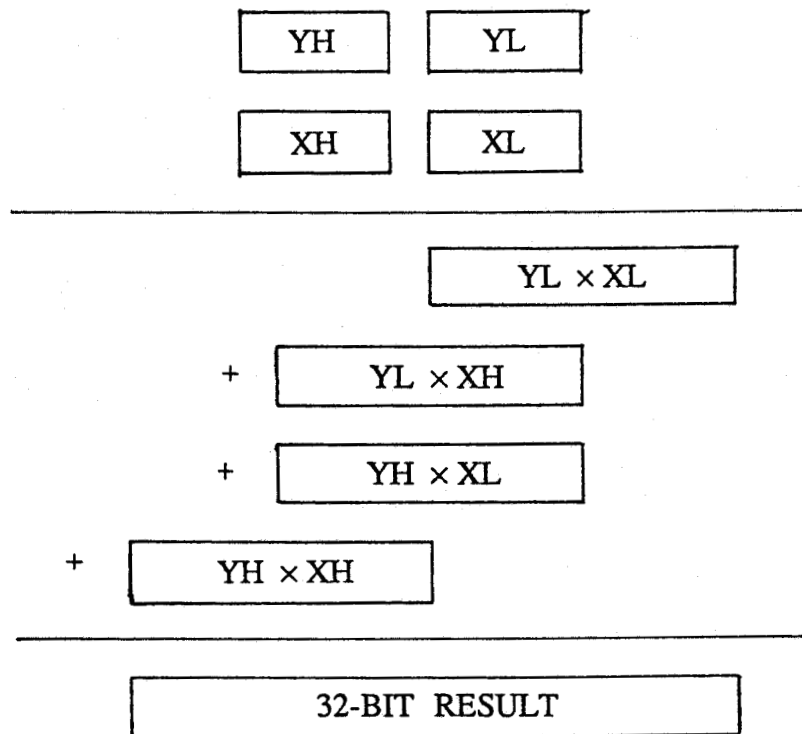 YH YL
XH XL
YL × XL
+ YL × XH
+ YH × XL
+ YH × XH
32-BIT RESULT